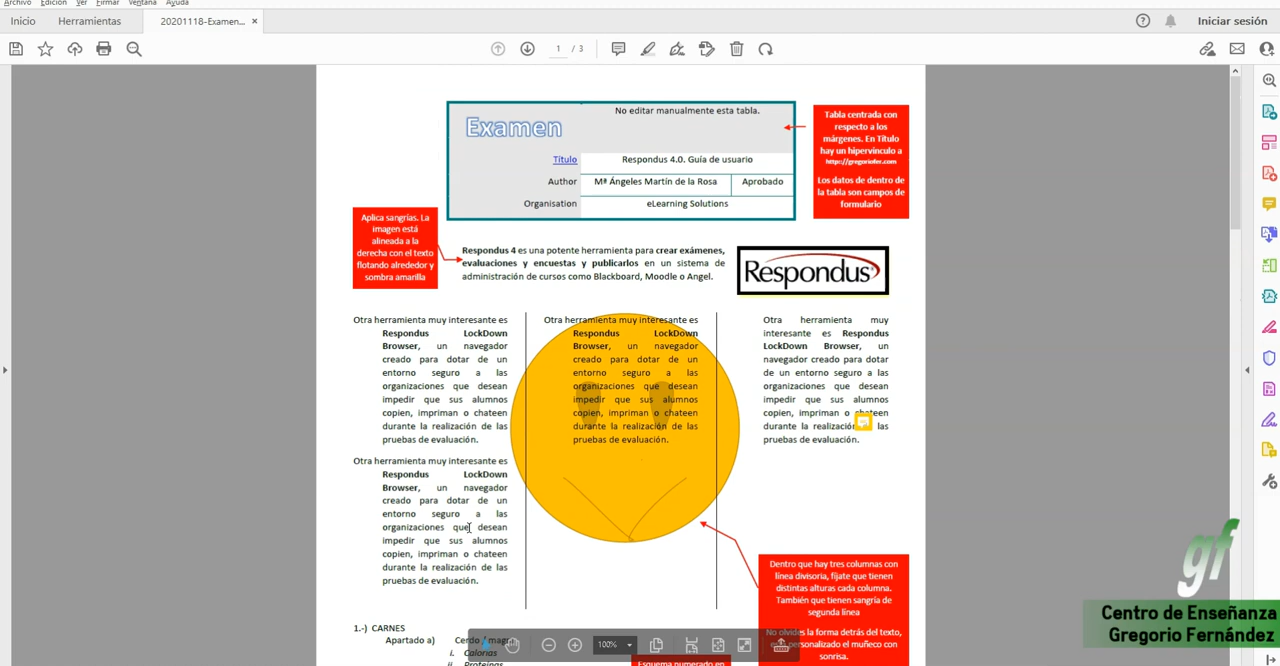 Archivo Edición Ver Firmar Ventana Ayuda
Inicio Herramientas 20201118-Examen... × Iniciar sesión
1 / 3
Examen
No editar manualmente esta tabla.
Título Respondus 4.0. Guía de usuario
Author Mª Ángeles Martín de la Rosa Aprobado
Organisation eLearning Solutions
Tabla centrada con
respecto a los
márgenes. En Título
hay un hipervínculo a
http://gregoriofer.com
Los datos de dentro de
la tabla son campos de
formulario
Aplica sangrías. La
imagen está
alineada a la
derecha con el texto
flotando alrededor y
sombra amarilla
Respondus 4 es una potente herramienta para crear exámenes,
evaluaciones y encuestas y publicarlos en un sistema de
administración de cursos como Blackboard, Moodle o Angel.
Respondus
Otra herramienta muy interesante es
Respondus LockDown
Browser, un navegador
creado para dotar de un
entorno seguro a las
organizaciones que desean
impedir que sus alumnos
copien, impriman o chateen
durante la realización de las
pruebas de evaluación.
Otra herramienta muy interesante es
Respondus LockDown
Browser, un navegador
creado para dotar de un
entorno seguro a las
organizaciones que desean
impedir que sus alumnos
copien, impriman o chateen
durante la realización de las
pruebas de evaluación.
Otra herramienta muy interesante es
Respondus LockDown
Browser, un navegador
creado para dotar de un
entorno seguro a las
organizaciones que desean
impedir que sus alumnos
copien, impriman o chateen
durante la realización de las
pruebas de evaluación.
Otra herramienta muy
interesante es Respondus
LockDown Browser, un
navegador creado para dotar
de un entorno seguro a las
organizaciones que desean
impedir que sus alumnos
copien, impriman o chateen
durante la realización las
pruebas de evaluación.
Dentro que hay tres columnas con
línea divisoria, fíjate que tienen
distintas alturas cada columna.
También que tienen sangría de
segunda línea
No olvides la forma detrás del texto,
personalizado el muñeco con
sonrisa.
1.-) CARNES
Apartado a) Cerdo
i. Calorías
ii. Proteínas
100%
Esquema numerado en
gf
Centro de Enseñanza
Gregorio Fernández